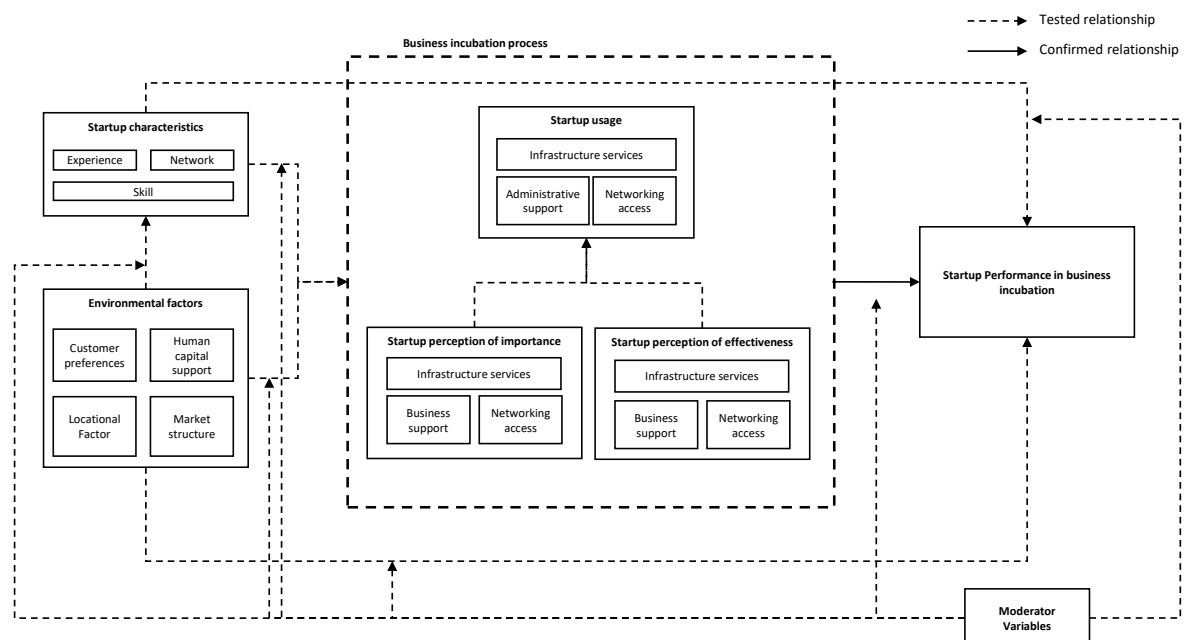 Tested relationship
Confirmed relationship
Business incubation process
Startup characteristics
Experience
Network
Skill
Startup usage
Infrastructure services
Administrative
support
Networking
access
Environmental factors
Customer
preferences
Human
capital
support
Locational
Factor
Market
structure
Startup perception of importance
Infrastructure services
Business
support
Networking
access
Startup perception of effectiveness
Infrastructure services
Business
support
Networking
access
Startup Performance in business
incubation
Moderator
Variables